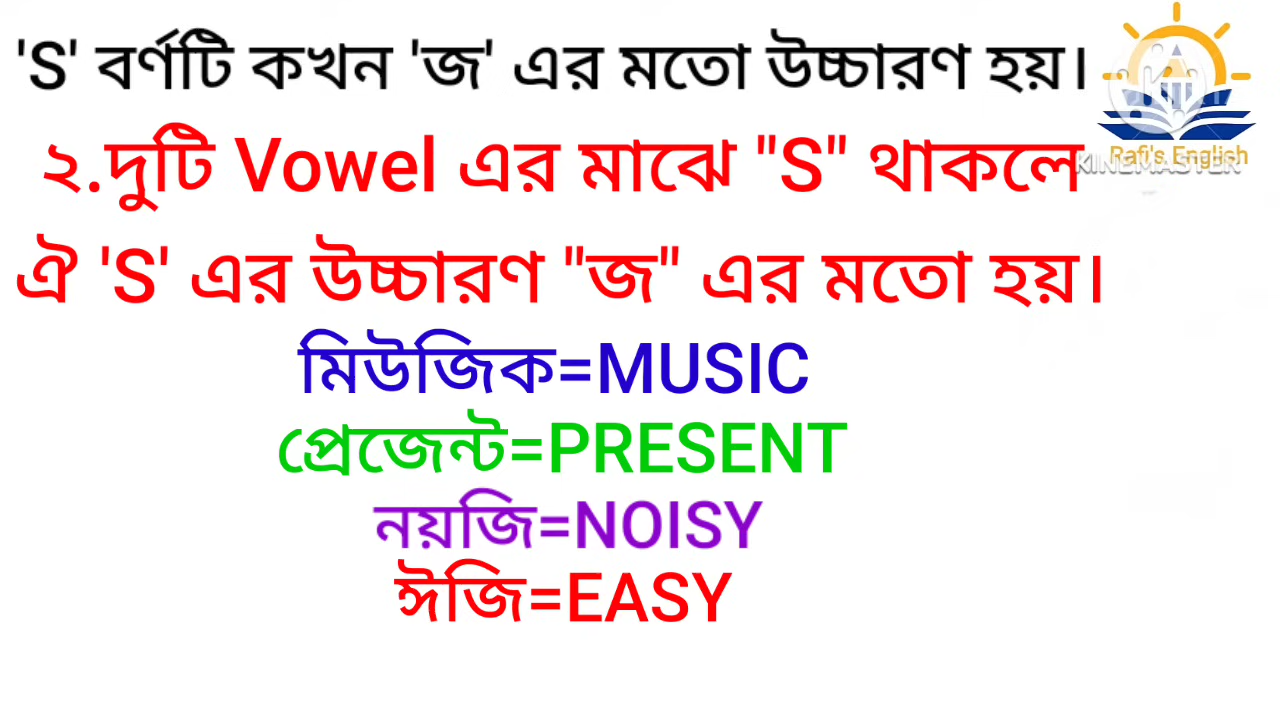 'S' বর্ণটি কখন 'জ' এর মতো উচ্চারণ হয়।
২.দুটি Vowel এর মাঝে "S" থাকলে
ঐ 'S' এর উচ্চারণ "জ" এর মতো হয়।
মিউজিক=MUSIC
প্রেজেন্ট=PRESENT
নয়জি=NOISY
ঈজি=EASY
Rafi's English
KINEMASTER